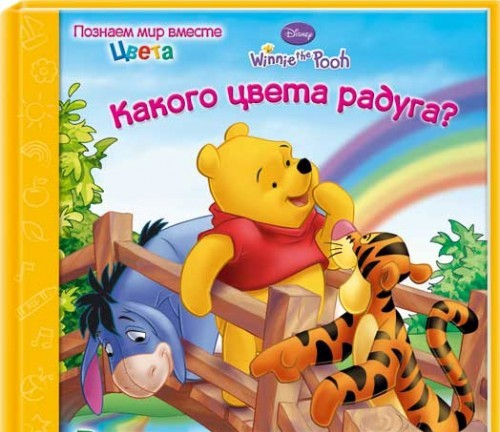 Познаем мир вместе
Цвета
Disney
Winnie the Pooh
Какого цвета радуга?